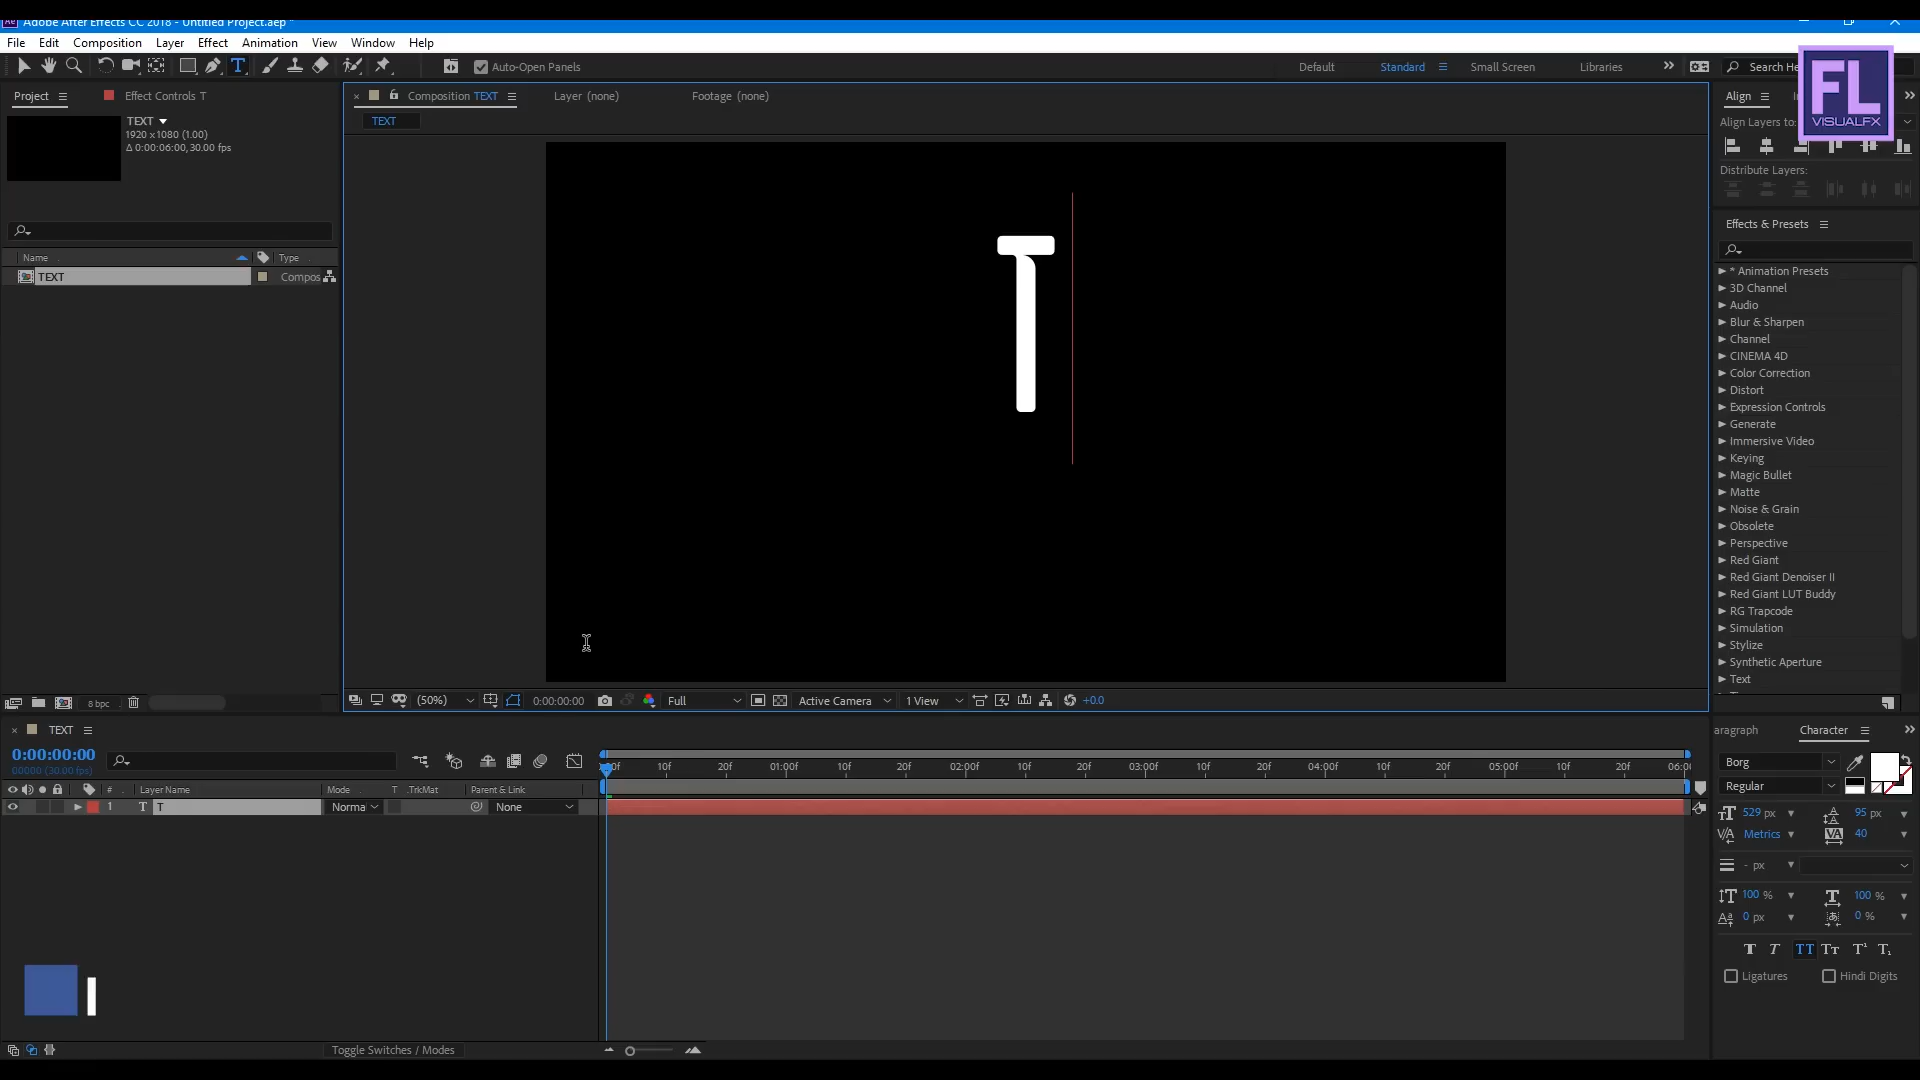 Adobe After Effects CC 2018 - Untitled Project.aep *
File Edit Composition Layer Effect Animation View Window Help
Auto-Open Panels
Default Standard Small Screen Libraries
Search He
FL
VISUALFX
Project
Effect Controls T
Composition TEXT
Layer (none)
Footage (none)
TEXT
TEXT
1920 x1080 (1.00)
Δ 0:00:06:00, 30.00 fps
Name Type
TEXT Compos
8 bpc
T
(50%) 0:00:00:00 Full Active Camera 1 View +0.0
Align
Align Layers to:
Distribute Layers:
Effects & Presets
* Animation Presets
3D Channel
Audio
Blur & Sharpen
Channel
CINEMA 4D
Color Correction
Distort
Expression Controls
Generate
Immersive Video
Keying
Magic Bullet
Matte
Noise & Grain
Obsolete
Perspective
Red Giant
Red Giant Denoiser II
Red Giant LUT Buddy
RG Trapcode
Simulation
Stylize
Synthetic Aperture
Text
TEXT
0:00:00:00
00000 (30.00 fps)
10f 20f 01:00f 10f 20f 02:00f 10f 20f 03:00f 10f 20f 04:00f 10f 20f 05:00f 10f 20f 06:0
# Layer Name Mode T .TrkMat Parent & Link
1 T T Norma None
Toggle Switches / Modes
aragraph
Character
Borg
Regular
529 px 95 px
Metrics 40
- px
100 % 100 %
0 px 0 %
T T TT Tт T¹ T₁
Ligatures Hindi Digits